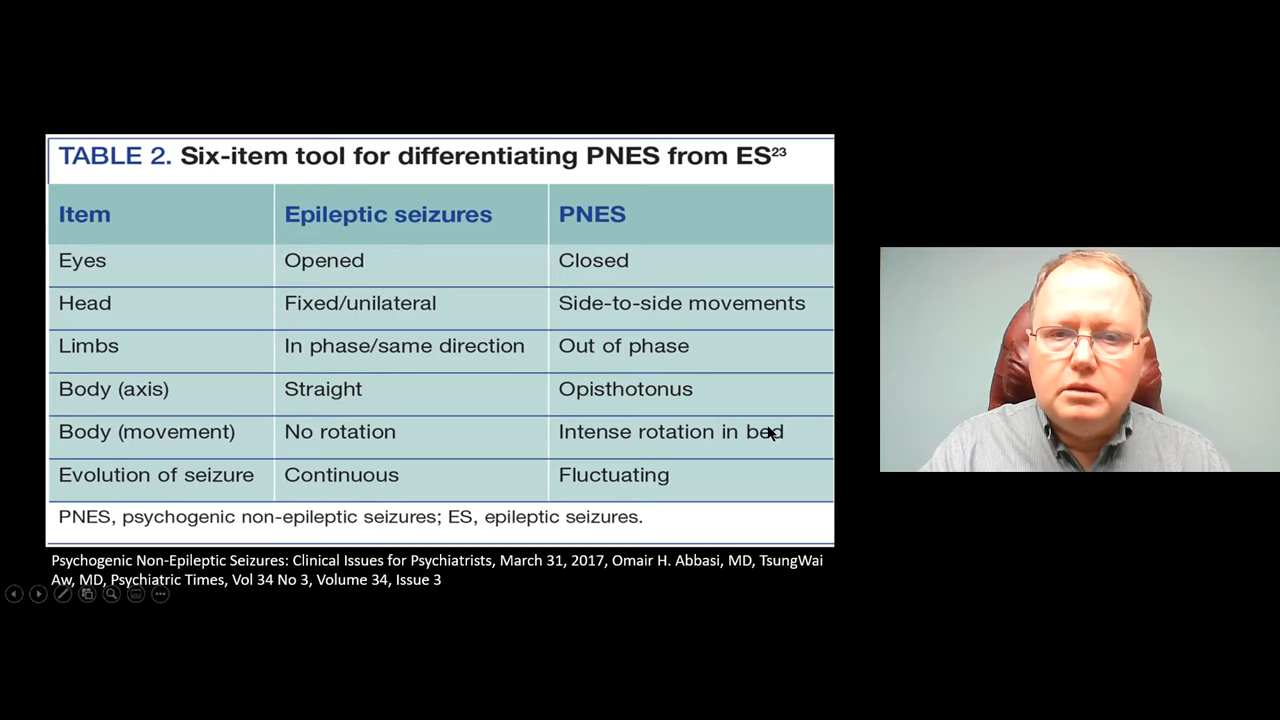 TABLE 2. Six-item tool for differentiating PNES from ES23
Item Epileptic seizures PNES
Eyes Opened Closed
Head Fixed/unilateral Side-to-side movements
Limbs In phase/same direction Out of phase
Body (axis) Straight Opisthotonus
Body (movement) No rotation Intense rotation in bed
Evolution of seizure Continuous Fluctuating
PNES, psychogenic non-epileptic seizures; ES, epileptic seizures.
Psychogenic Non-Epileptic Seizures: Clinical Issues for Psychiatrists, March 31, 2017, Omair H. Abbasi, MD, TsungWai
Aw, MD, Psychiatric Times, Vol 34 No 3, Volume 34, Issue 3